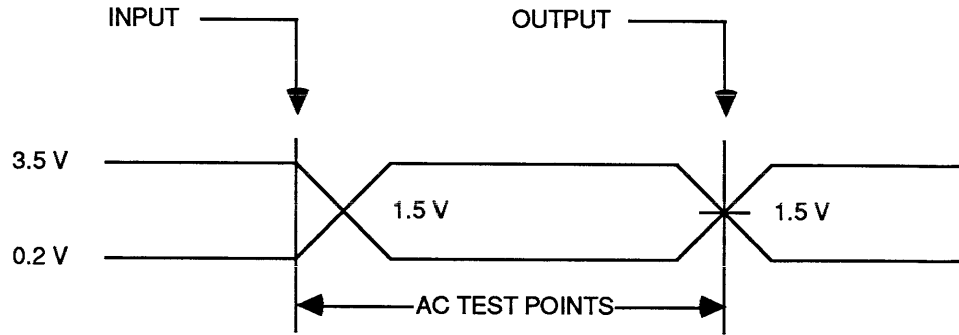 INPUT
OUTPUT
3.5 V
1.5 V
1.5 V
0.2 V
AC TEST POINTS